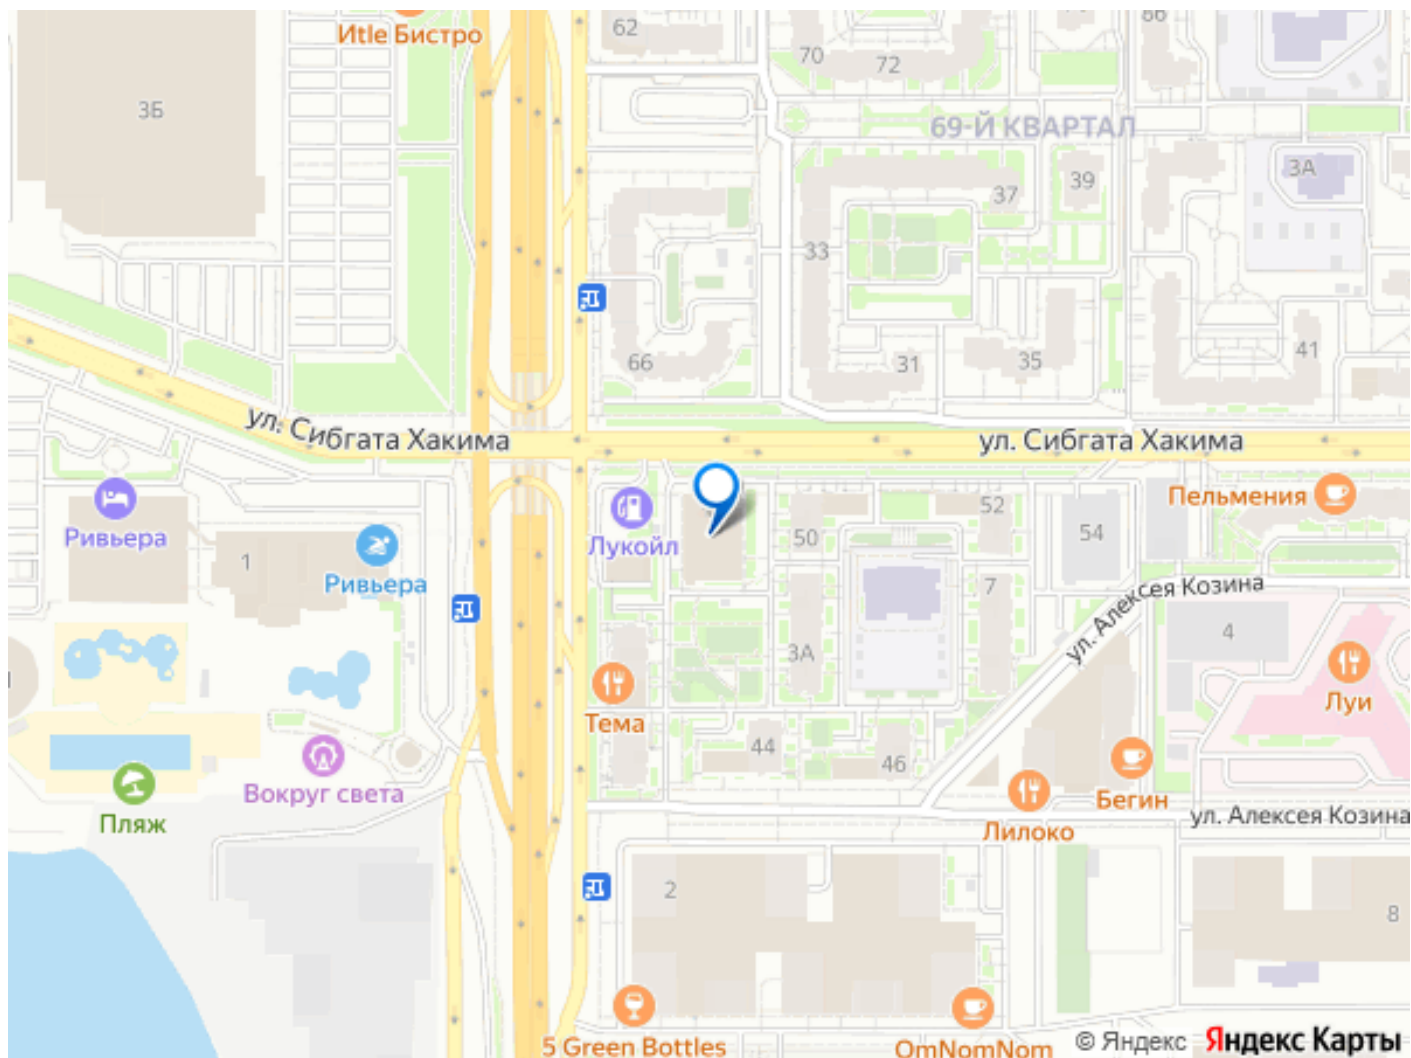 Itlе Бистро
62
86
70
72
3Б
69-Й КВАРТАЛ
3А
39
37
33
66
31
35
41
ул. Сибгата Хакима
ул. Сибгата Хакима
Ривьера
Лукойл
50
52
54
Пельмения
1
Ривьера
7
ул. Алексея Козина
4
3А
Тема
Луи
44
46
Вокруг света
Пляж
Бегин
Лилоко
ул. Алексея Козина
2
8
5 Green Bottles
OmNomNom
© Яндекс Яндекс Карты